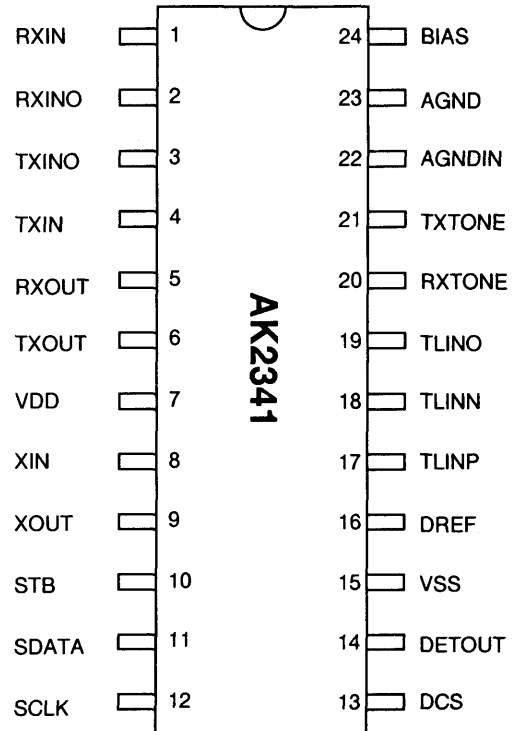 RXIN 1 24 BIAS
RXINO 2 23 AGND
TXINO 3 22 AGNDIN
TXIN 4 21 TXTONE
RXOUT 5 20 RXTONE
TXOUT 6 19 TLINO
VDD 7 18 TLINN
XIN 8 17 TLINP
XOUT 9 16 DREF
STB 10 15 VSS
SDATA 11 14 DETOUT
SCLK 12 13 DCS
AK2341